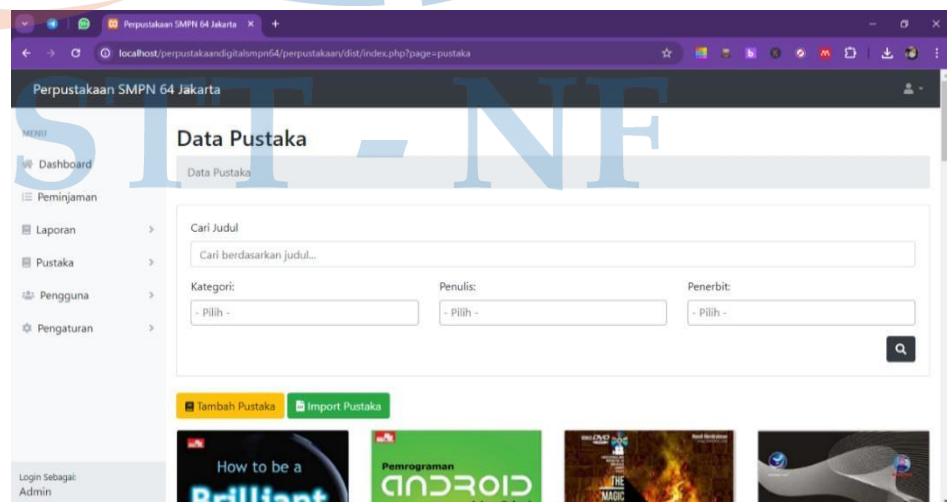 Perpustakaan SMPN 64 Jakarta
localhost/perpustakaandigitalsmpn64/perpustakaan/dist/index.php?page=pustaka
Perpustakaan SMPN 64 Jakarta
STT - NF
MENU
Dashboard
Peminjaman
Laporan
Pustaka
Pengguna
Pengaturan
Login Sebagai:
Admin
Data Pustaka
Data Pustaka
Cari Judul
Cari berdasarkan judul...
Kategori: Penulis: Penerbit:
- Pilih - - Pilih - - Pilih -
Tambah Pustaka Import Pustaka
How to be a
Brilliant
Pemrograman
ANDROID
THE
MAGIC